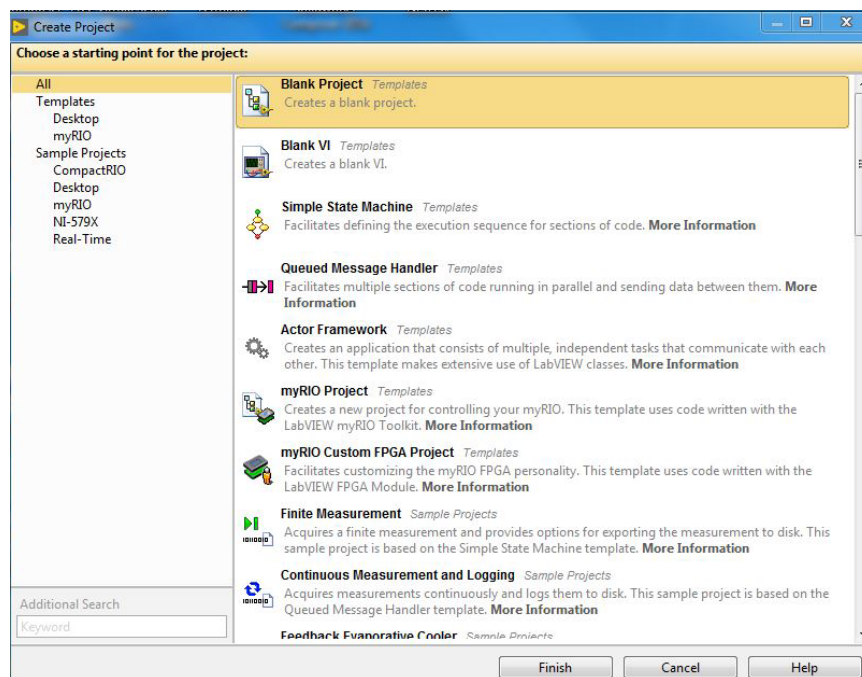 Create Project
Choose a starting point for the project:
All
Templates
Desktop
myRIO
Sample Projects
CompactRIO
Desktop
myRIO
NI-579X
Real-Time
Additional Search
Keyword
Blank Project Templates
Creates a blank project.
Blank VI Templates
Creates a blank VI.
Simple State Machine Templates
Facilitates defining the execution sequence for sections of code. More Information
Queued Message Handler Templates
Facilitates multiple sections of code running in parallel and sending data between them. More
Information
Actor Framework Templates
Creates an application that consists of multiple, independent tasks that communicate with each
other. This template makes extensive use of LabVIEW classes. More Information
myRIO Project Templates
Creates a new project for controlling your myRIO. This template uses code written with the
LabVIEW myRIO Toolkit. More Information
myRIO Custom FPGA Project Templates
Facilitates customizing the myRIO FPGA personality. This template uses code written with the
LabVIEW FPGA Module. More Information
Finite Measurement Sample Projects
Acquires a finite measurement and provides options for exporting the measurement to disk. This
sample project is based on the Simple State Machine template. More Information
Continuous Measurement and Logging Sample Projects
Acquires measurements continuously and logs them to disk. This sample project is based on the
Queued Message Handler template. More Information
Feedback Evaporative Cooler Sample Projects
Finish
Cancel
Help